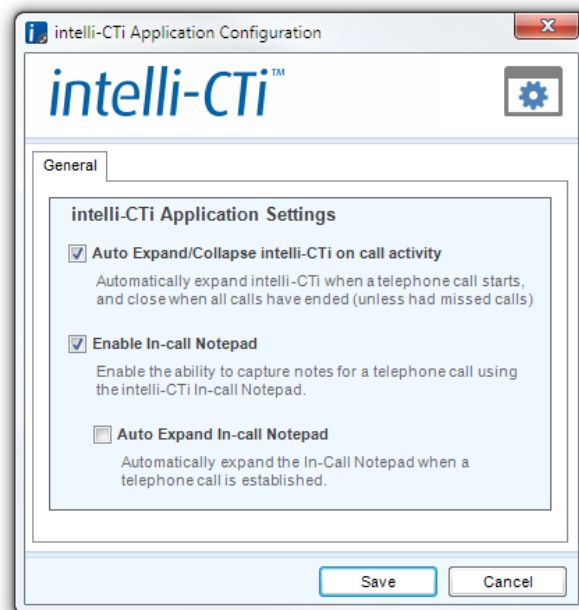 intelli-CTi Application Configuration
intelli-CTi™
General
intelli-CTi Application Settings
Auto Expand/Collapse intelli-CTi on call activity
Automatically expand intelli-CTi when a telephone call starts,
and close when all calls have ended (unless had missed calls)
Enable In-call Notepad
Enable the ability to capture notes for a telephone call using
the intelli-CTi In-call Notepad.
Auto Expand In-call Notepad
Automatically expand the In-Call Notepad when a
telephone call is established.
Save
Cancel